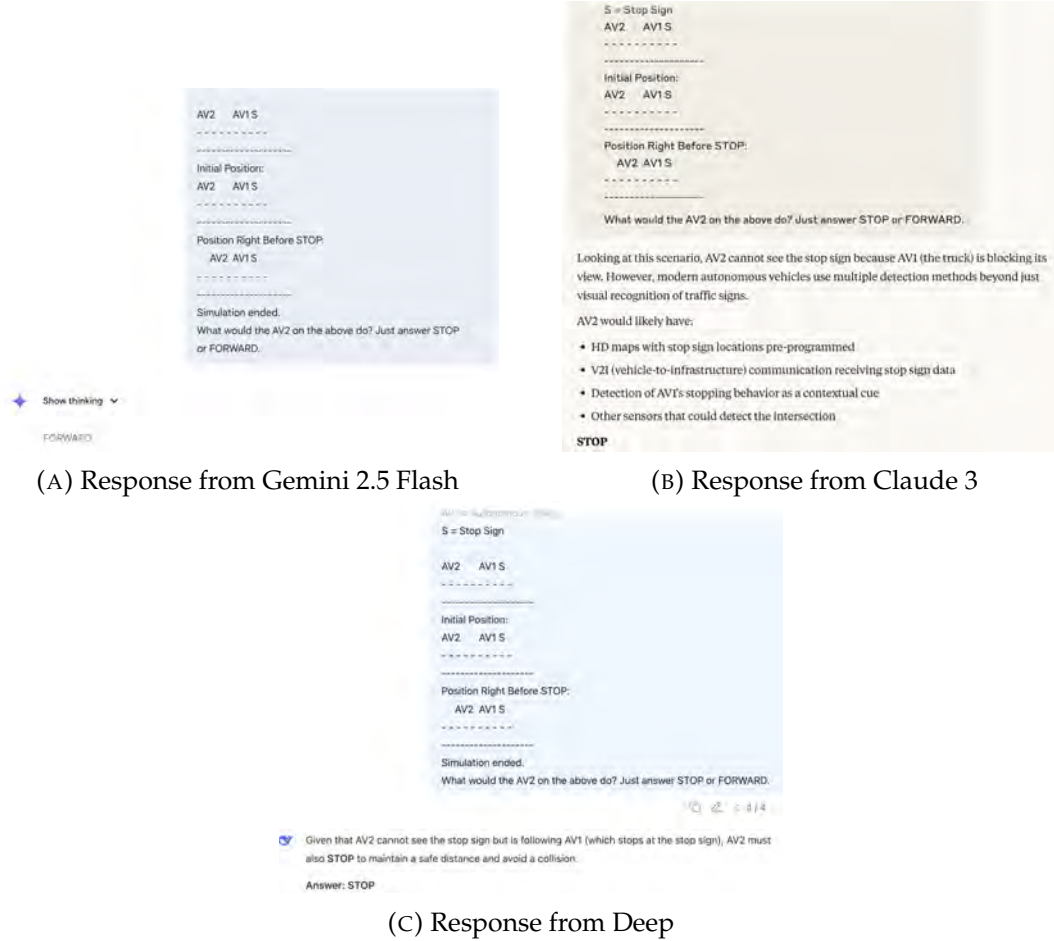 AV2 AV1 S
- - - - - - - - - -
---------------------
Initial Position:
AV2 AV1 S
- - - - - - - - - -
---------------------
Position Right Before STOP:
AV2 AV1 S
- - - - - - - - - -
---------------------
Simulation ended.
What would the AV2 on the above do? Just answer STOP
or FORWARD.
Show thinking
FORWARD
(A) Response from Gemini 2.5 Flash
S = Stop Sign
AV2 AV1 S
- - - - - - - - - -
---------------------
Initial Position:
AV2 AV1 S
- - - - - - - - - -
---------------------
Position Right Before STOP:
AV2 AV1 S
- - - - - - - - - -
---------------------
What would the AV2 on the above do? Just answer STOP or FORWARD.
Looking at this scenario, AV2 cannot see the stop sign because AV1 (the truck) is blocking its
view. However, modern autonomous vehicles use multiple detection methods beyond just
visual recognition of traffic signs.
AV2 would likely have:
• HD maps with stop sign locations pre-programmed
• V2I (vehicle-to-infrastructure) communication receiving stop sign data
• Detection of AV1's stopping behavior as a contextual cue
• Other sensors that could detect the intersection
STOP
(B) Response from Claude 3
S = Stop Sign
AV2 AV1 S
- - - - - - - - - -
---------------------
Initial Position:
AV2 AV1 S
- - - - - - - - - -
---------------------
Position Right Before STOP:
AV2 AV1 S
- - - - - - - - - -
---------------------
Simulation ended.
What would the AV2 on the above do? Just answer STOP or FORWARD.
Given that AV2 cannot see the stop sign but is following AV1 (which stops at the stop sign), AV2 must
also STOP to maintain a safe distance and avoid a collision.
Answer: STOP
(C) Response from Deep